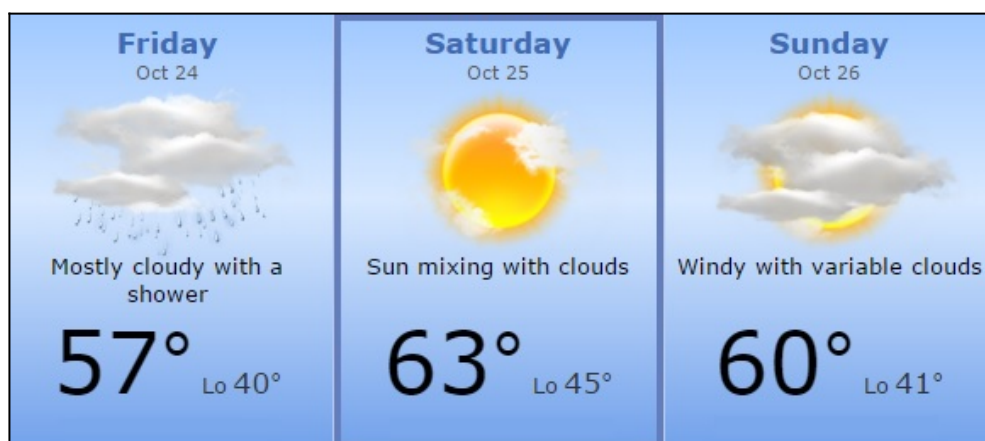 Friday
Oct 24
Mostly cloudy with a
shower
57° Lo 40°
Saturday
Oct 25
Sun mixing with clouds
63° Lo 45°
Sunday
Oct 26
Windy with variable clouds
60° Lo 41°